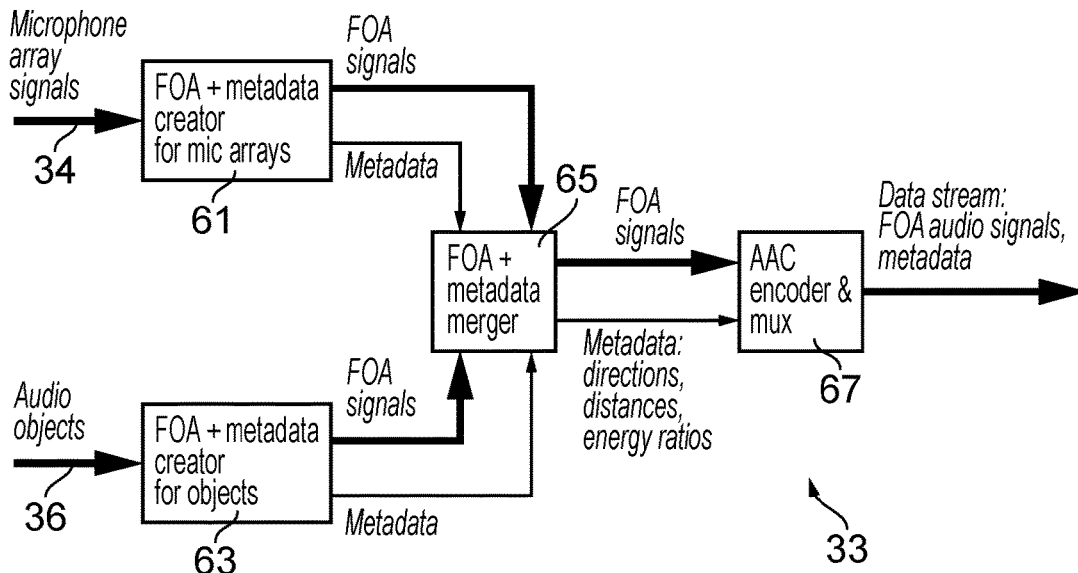 Microphone
array
signals
34
FOA + metadata
creator
for mic arrays
61
FOA
signals
Metadata
65
FOA +
metadata
merger
FOA
signals
Metadata:
directions,
distances,
energy ratios
AAC
encoder &
mux
67
Data stream:
FOA audio signals,
metadata
Audio
objects
36
FOA + metadata
creator
for objects
63
FOA
signals
Metadata
33